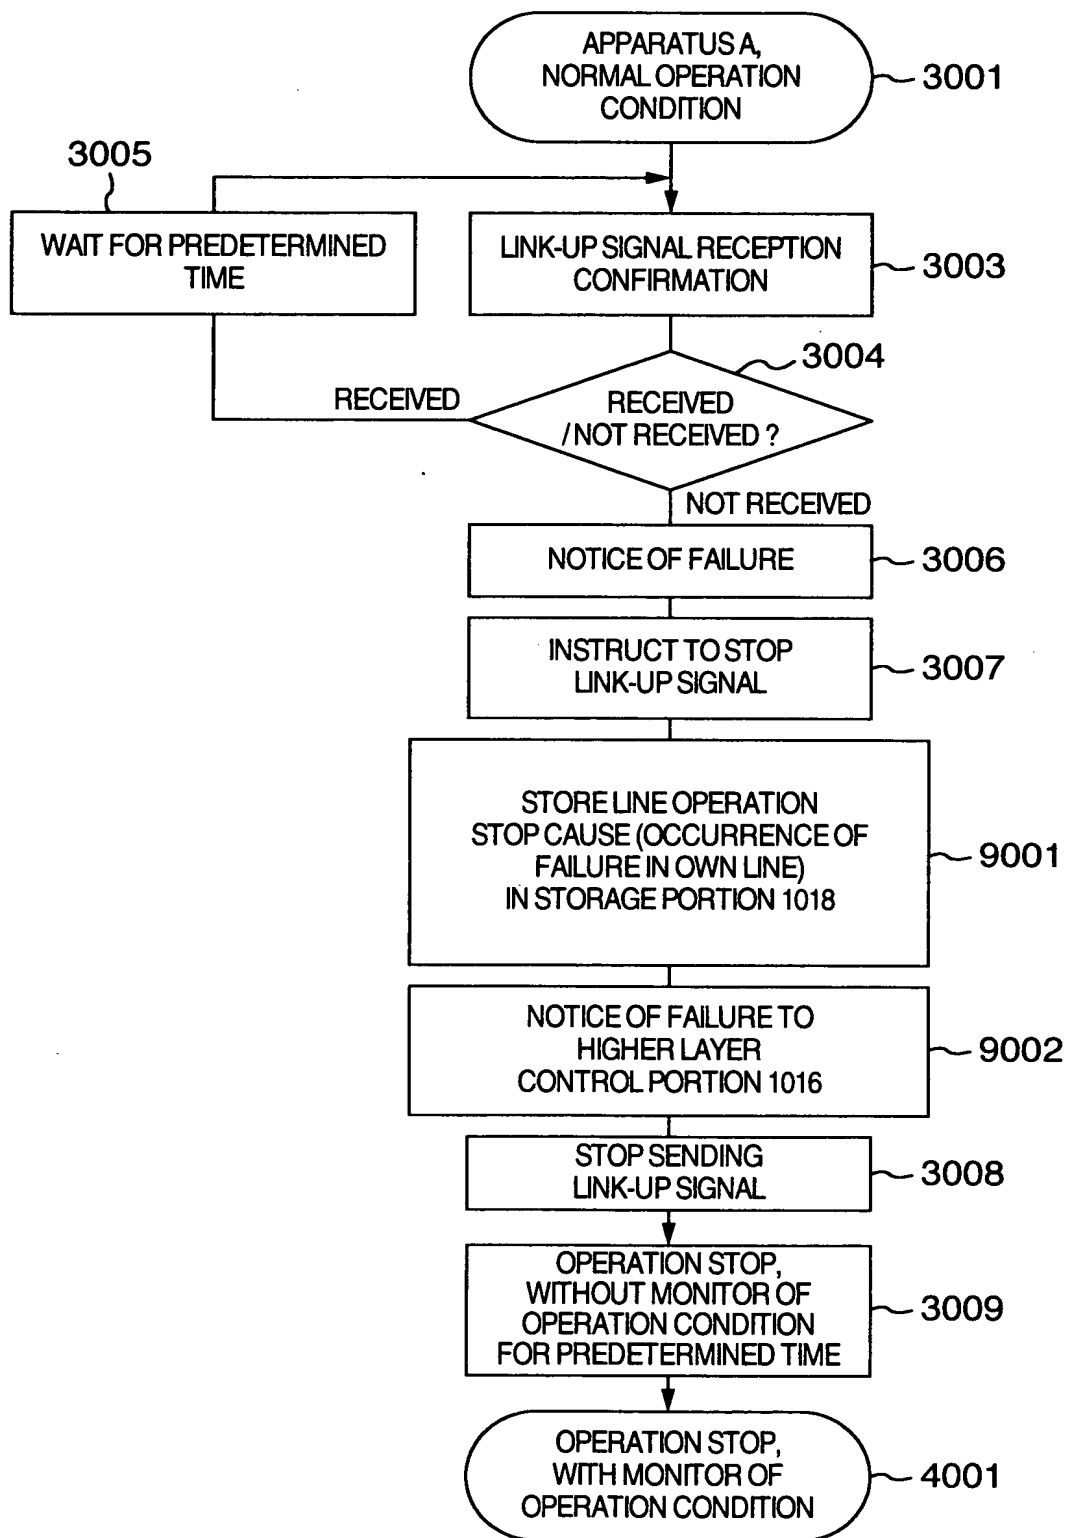 APPARATUS A,
NORMAL OPERATION
CONDITION
3001
3005
WAIT FOR PREDETERMINED
TIME
LINK-UP SIGNAL RECEPTION
CONFIRMATION
3003
3004
RECEIVED
RECEIVED
/NOT RECEIVED ?
NOT RECEIVED
NOTICE OF FAILURE
3006
INSTRUCT TO STOP
LINK-UP SIGNAL
3007
STORE LINE OPERATION
STOP CAUSE (OCCURRENCE OF
FAILURE IN OWN LINE)
IN STORAGE PORTION 1018
9001
NOTICE OF FAILURE TO
HIGHER LAYER
CONTROL PORTION 1016
9002
STOP SENDING
LINK-UP SIGNAL
3008
OPERATION STOP,
WITHOUT MONITOR OF
OPERATION CONDITION
FOR PREDETERMINED TIME
3009
OPERATION STOP,
WITH MONITOR OF
OPERATION CONDITION
4001